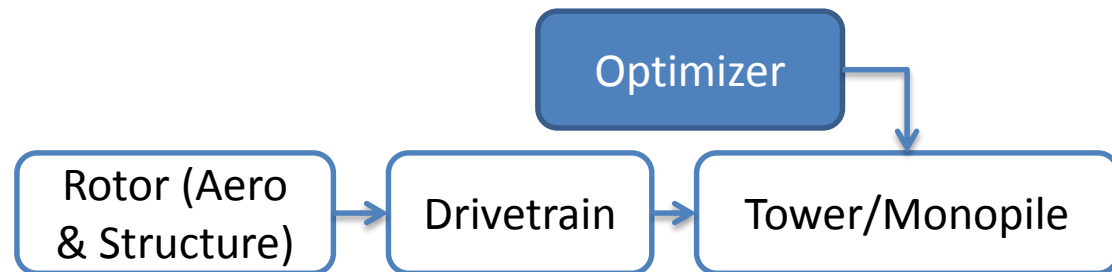 Optimizer
Rotor (Aero
& Structure)
Drivetrain
Tower/Monopile